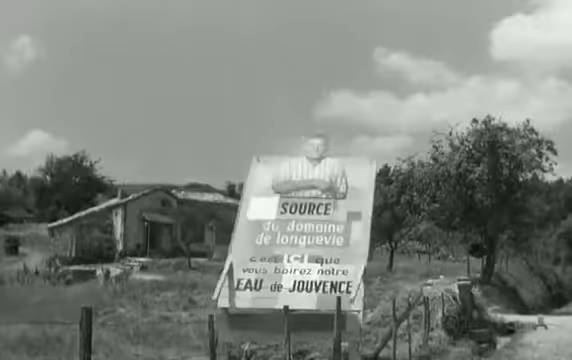 SOURCE
du domaine
de longuevie
c'est ICI que
vous boirez notre
EAU de JOUVENCE